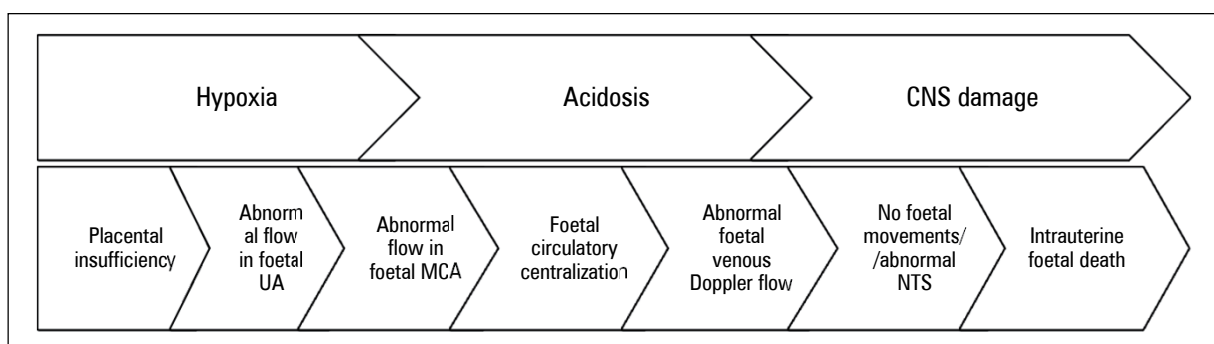 Hypoxia
Acidosis
CNS damage
Placental
insufficiency
Abnorm
al flow
in foetal
UA
Abnormal
flow in
foetal MCA
Foetal
circulatory
centralization
Abnormal
foetal
venous
Doppler flow
No foetal
movements/
/abnormal
NTS
Intrauterine
foetal death